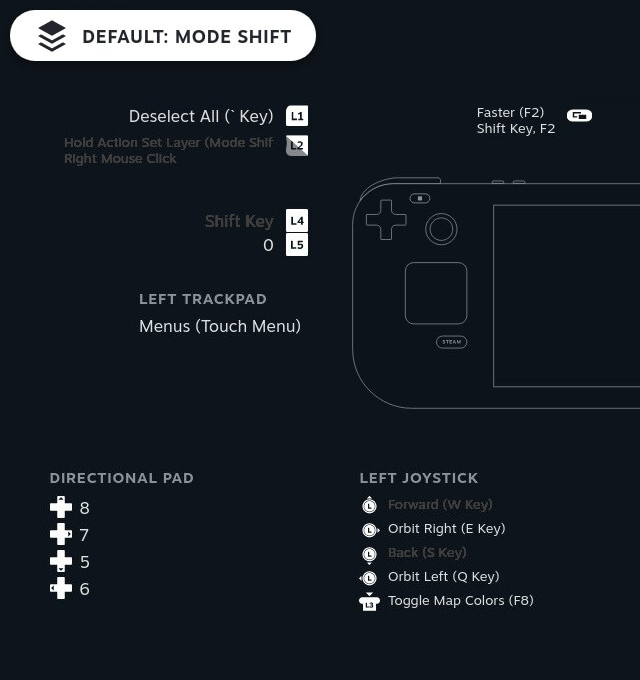 DEFAULT: MODE SHIFT
Deselect All (` Key) L1
Hold Action Set Layer (Mode Shif L2
Right Mouse Click
Faster (F2)
Shift Key, F2
Shift Key L4
0 L5
LEFT TRACKPAD
Menus (Touch Menu)
STEAM
DIRECTIONAL PAD
8
7
5
6
LEFT JOYSTICK
L Forward (W Key)
L Orbit Right (E Key)
L Back (S Key)
L Orbit Left (Q Key)
L3 Toggle Map Colors (F8)